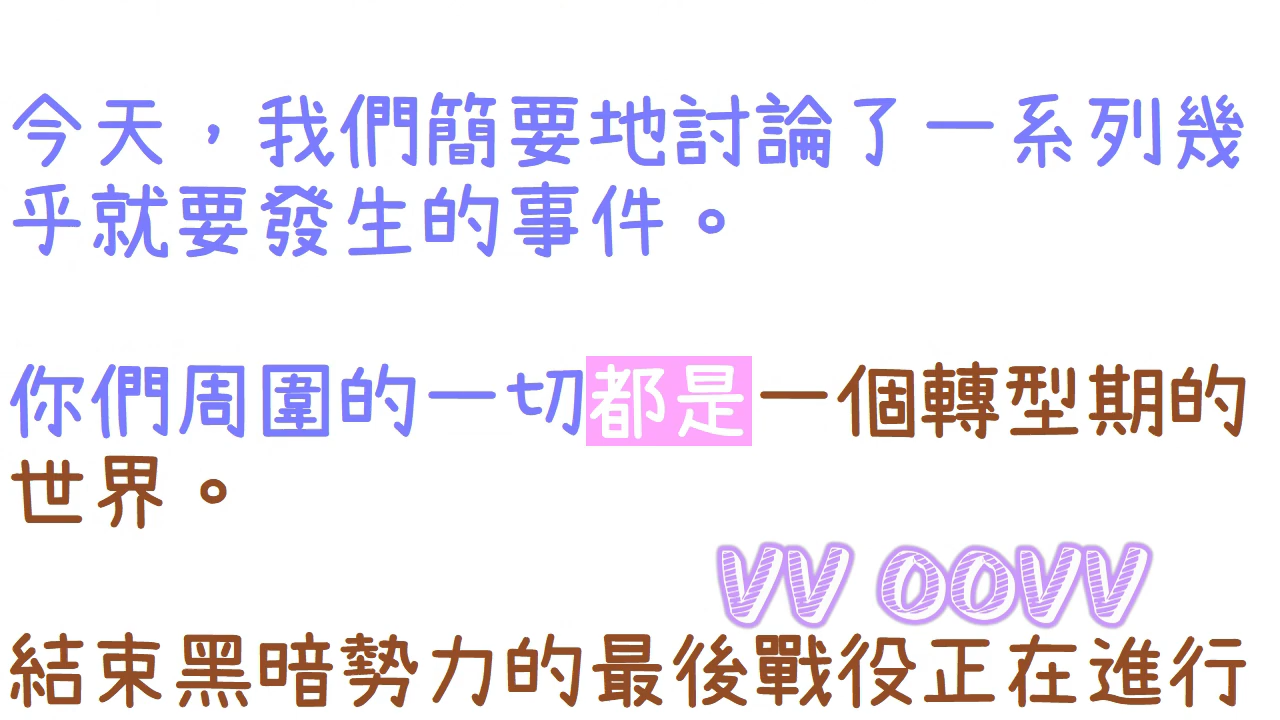 今天，我們簡要地討論了一系列幾
乎就要發生的事件。
你們周圍的一切都是一個轉型期的
世界。
VV OOVV
結束黑暗勢力的最後戰役正在進行